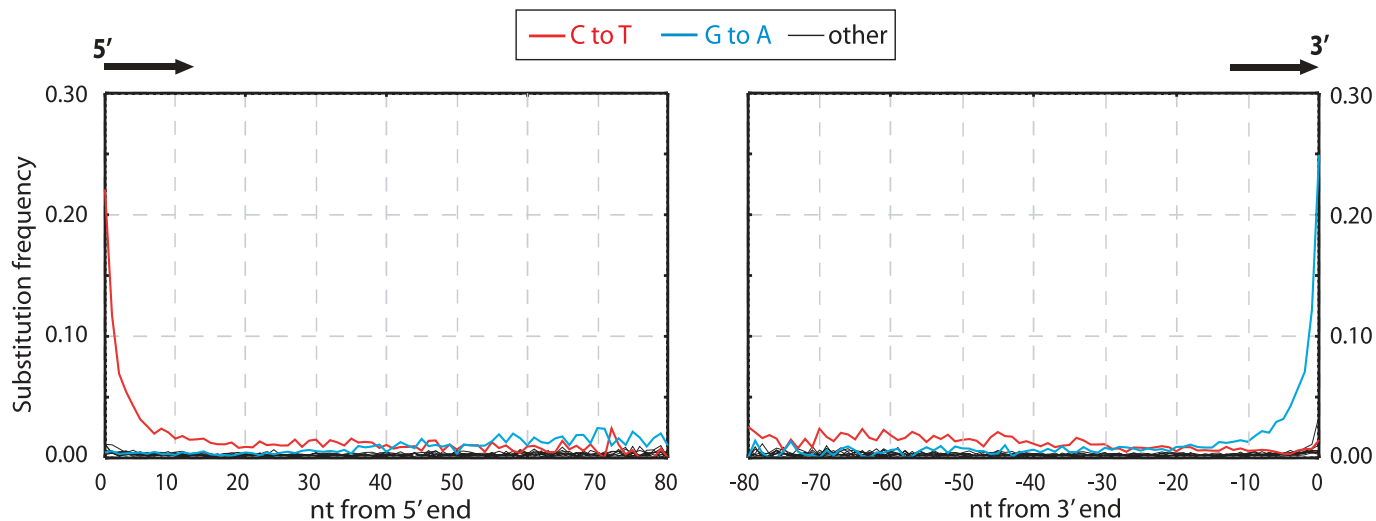 C to T G to A other
5′ 3′
0.30 0.30
0.20 0.20
0.10 0.10
0.00 0.00
Substitution frequency
0 10 20 30 40 50 60 70 80 -80 -70 -60 -50 -40 -30 -20 -10 0
nt from 5′ end nt from 3′ end